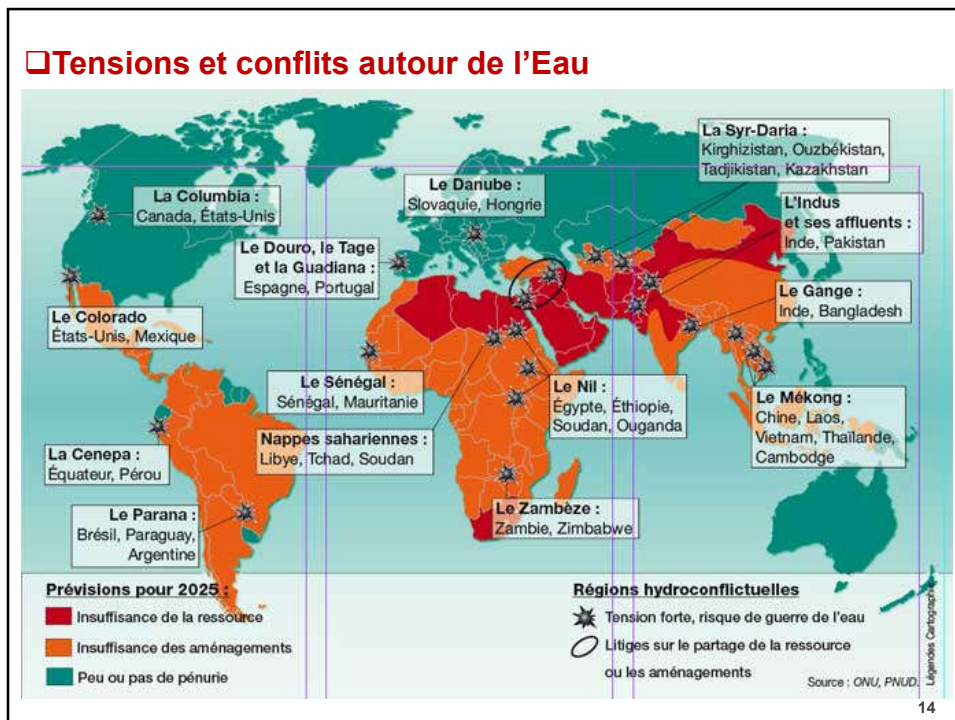 ❑Tensions et conflits autour de l'Eau
La Syr-Daria :
Kirghizistan, Ouzbékistan,
Tadjikistan, Kazakhstan
La Columbia :
Canada, États-Unis
Le Danube :
Slovaquie, Hongrie
L'Indus
et ses affluents :
Inde, Pakistan
Le Douro, le Tage
et la Guadiana :
Espagne, Portugal
Le Gange :
Inde, Bangladesh
Le Colorado
États-Unis, Mexique
Le Sénégal :
Sénégal, Mauritanie
Le Nil :
Égypte, Éthiopie,
Soudan, Ouganda
Le Mékong :
Chine, Laos,
Vietnam, Thaïlande,
Cambodge
Nappes sahariennes :
Libye, Tchad, Soudan
La Cenepa :
Équateur, Pérou
Le Zambèze :
Zambie, Zimbabwe
Le Parana :
Brésil, Paraguay,
Argentine
Prévisions pour 2025 :
Insuffisance de la ressource
Insuffisance des aménagements
Peu ou pas de pénurie
Régions hydroconflictuelles
Tension forte, risque de guerre de l'eau
Litiges sur le partage de la ressource
ou les aménagements
Source : ONU, PNUD.
Légendes Cartographie
14